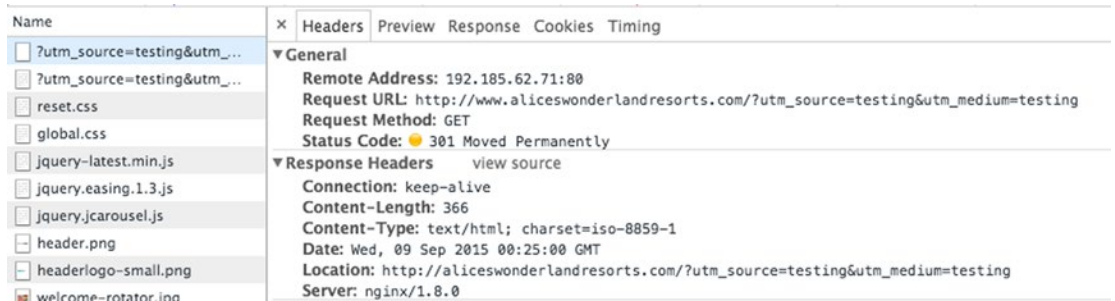 Name
?utm_source=testing&utm_...
?utm_source=testing&utm_...
reset.css
global.css
jquery-latest.min.js
jquery.easing.1.3.js
jquery.jcarousel.js
header.png
headerlogo-small.png
welcome-rotator.jpg
× Headers Preview Response Cookies Timing
▼General
Remote Address: 192.185.62.71:80
Request URL: http://www.aliceswonderlandresorts.com/?utm_source=testing&utm_medium=testing
Request Method: GET
Status Code: 301 Moved Permanently
▼Response Headers view source
Connection: keep-alive
Content-Length: 366
Content-Type: text/html; charset=iso-8859-1
Date: Wed, 09 Sep 2015 00:25:00 GMT
Location: http://aliceswonderlandresorts.com/?utm_source=testing&utm_medium=testing
Server: nginx/1.8.0